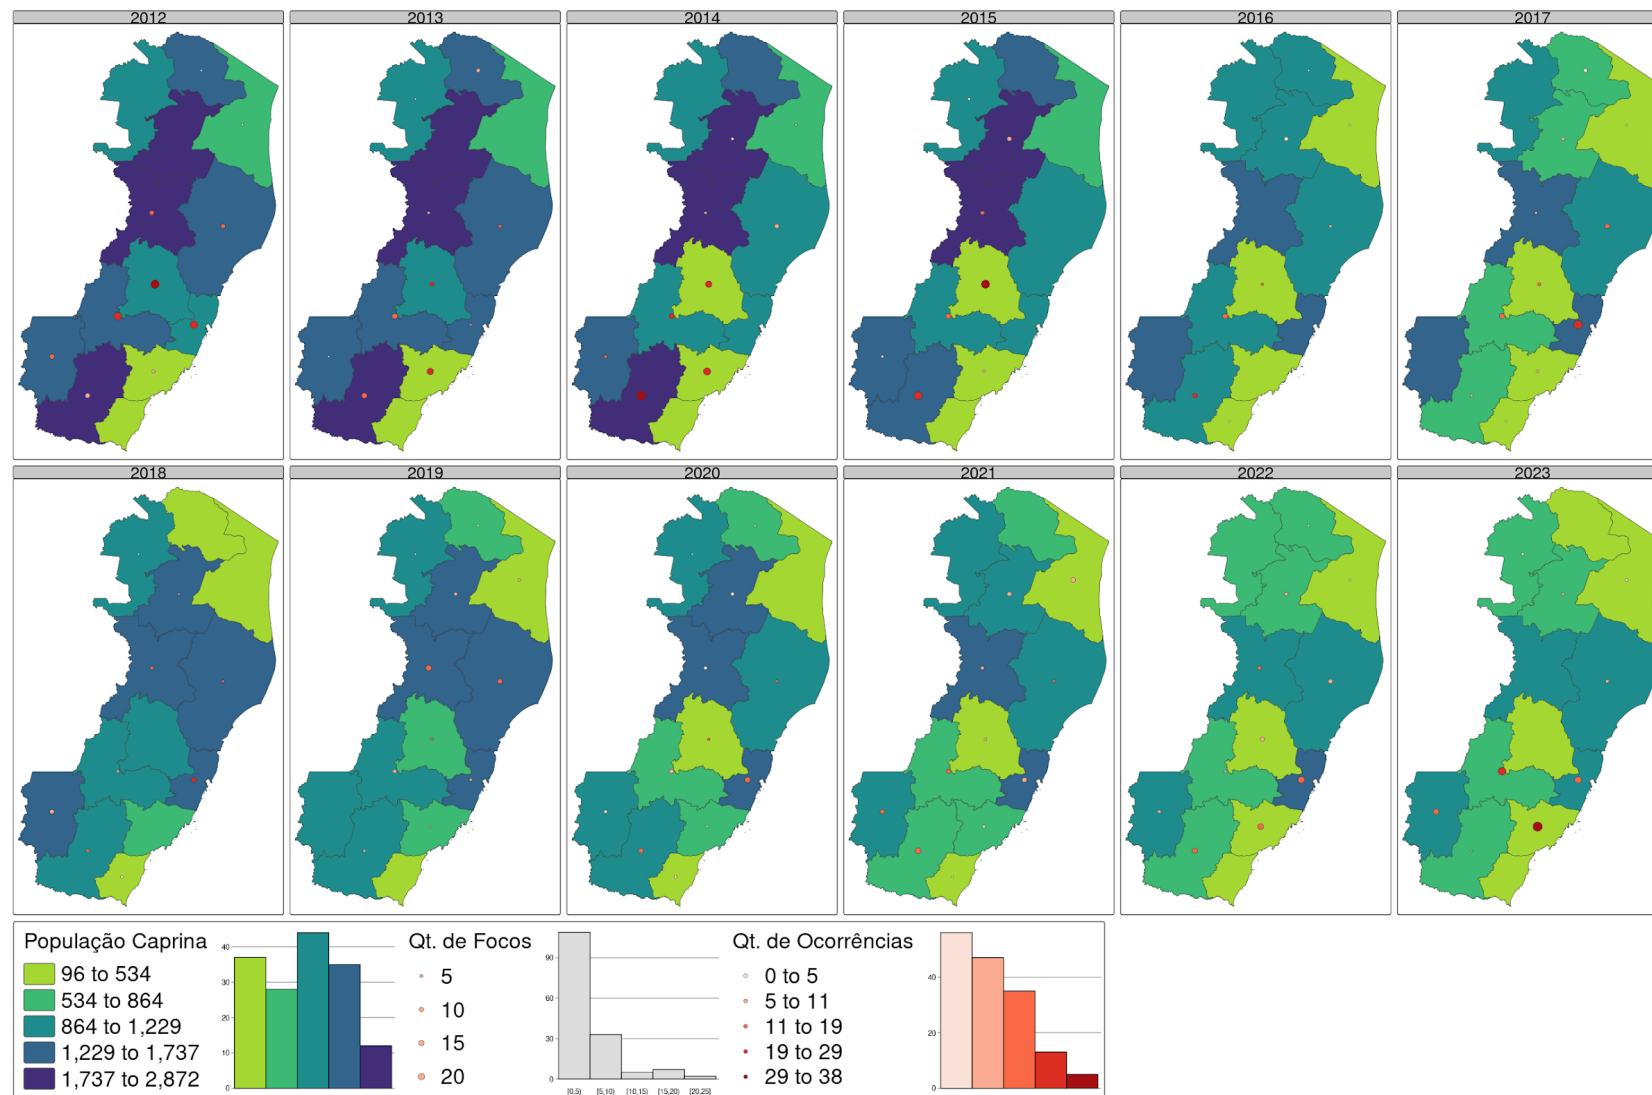 2012
2013
2014
2015
2016
2017
2018
2019
2020
2021
2022
2023
População Caprina
96 to 534
534 to 864
864 to 1,229
1,229 to 1,737
1,737 to 2,872
40
30
20
10
0
Qt. de Focos
5
10
15
20
90
60
30
0
[0,5)
[5,10)
[10,15)
[15,20)
[20,25]
Qt. de Ocorrências
0 to 5
5 to 11
11 to 19
19 to 29
29 to 38
40
20
0